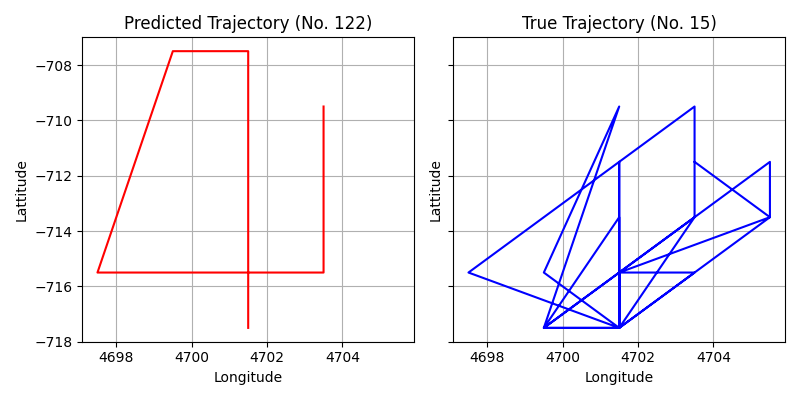 Predicted Trajectory (No. 122)
True Trajectory (No. 15)
−708
−710
−712
−714
−716
−718
Lattitude
Lattitude
4698 4700 4702 4704
4698 4700 4702 4704
Longitude
Longitude